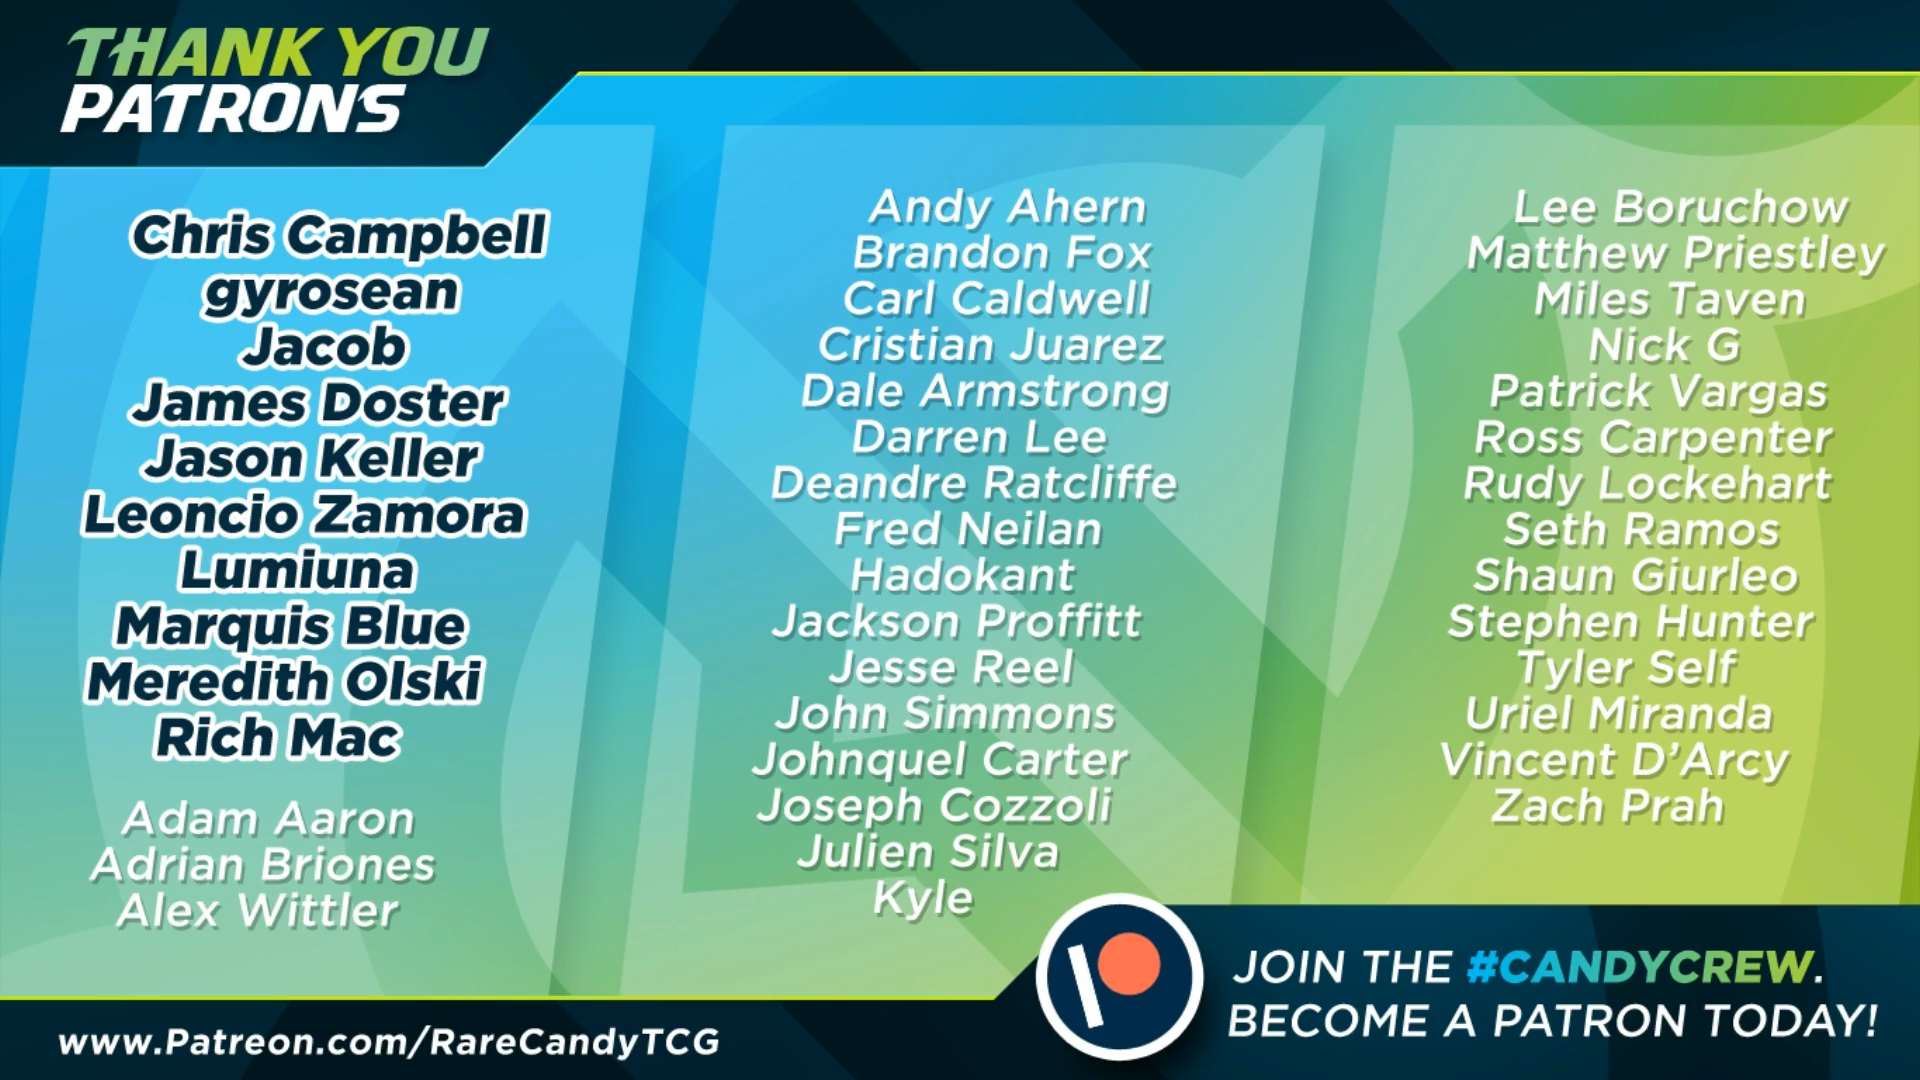 THANK YOU
PATRONS
Chris Campbell
gyrosean
Jacob
James Doster
Jason Keller
Leoncio Zamora
Lumiuna
Marquis Blue
Meredith Olski
Rich Mac
Adam Aaron
Adrian Briones
Alex Wittler
Andy Ahern
Brandon Fox
Carl Caldwell
Cristian Juarez
Dale Armstrong
Darren Lee
Deandre Ratcliffe
Fred Neilan
Hadokant
Jackson Proffitt
Jesse Reel
John Simmons
Johnquel Carter
Joseph Cozzoli
Julien Silva
Kyle
Lee Boruchow
Matthew Priestley
Miles Taven
Nick G
Patrick Vargas
Ross Carpenter
Rudy Lockehart
Seth Ramos
Shaun Giurleo
Stephen Hunter
Tyler Self
Uriel Miranda
Vincent D’Arcy
Zach Prah
www.Patreon.com/RareCandyTCG
JOIN THE #CANDYCREW.
BECOME A PATRON TODAY!